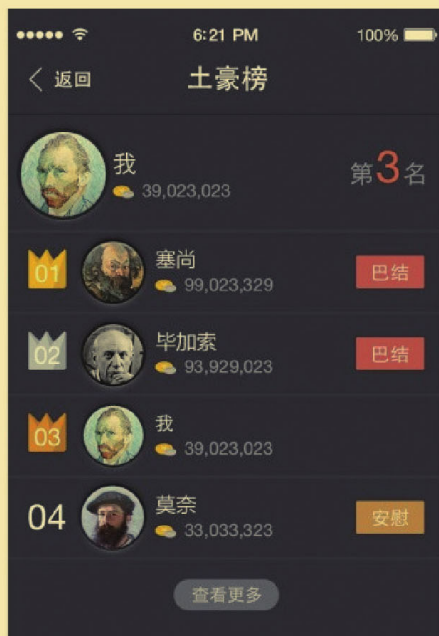 6:21 PM 100%
返回 土豪榜
我
39,023,023
第3名
01 塞尚
99,023,329
巴结
02 毕加索
93,929,023
巴结
03 我
39,023,023
04 莫奈
33,033,323
安慰
查看更多